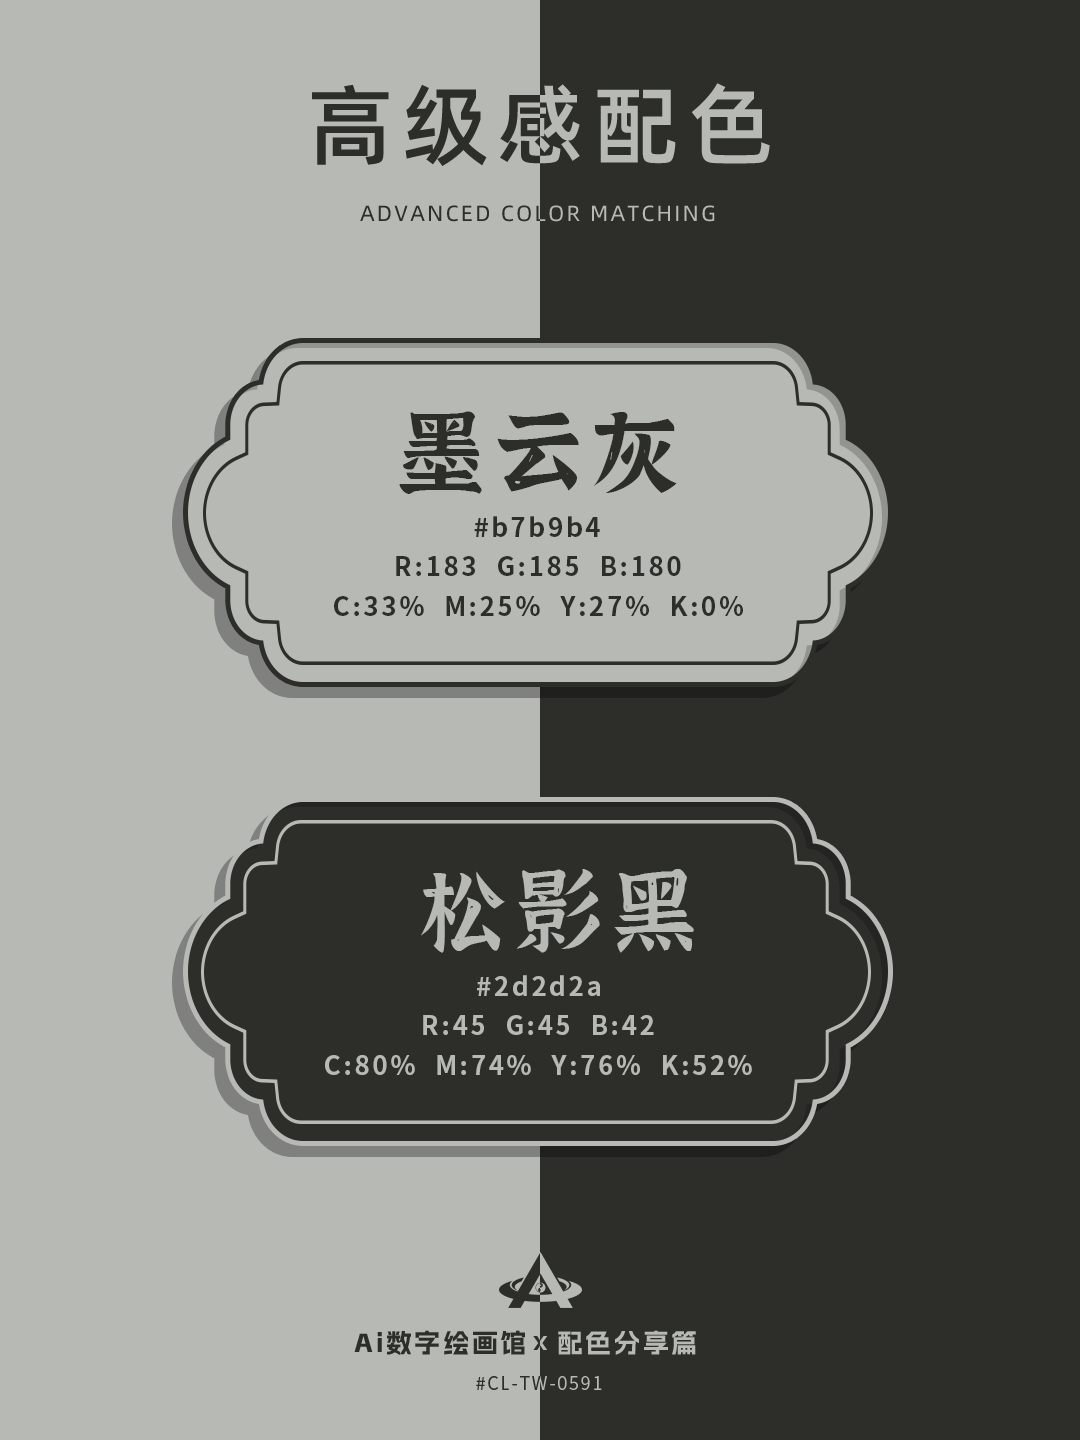 高级感配色
ADVANCED COLOR MATCHING
墨云灰
#b7b9b4
R:183 G:185 B:180
C:33% M:25% Y:27% K:0%
松影黑
#2d2d2a
R:45 G:45 B:42
C:80% M:74% Y:76% K:52%
Ai数字绘画馆 x 配色分享篇
#CL-TW-0591